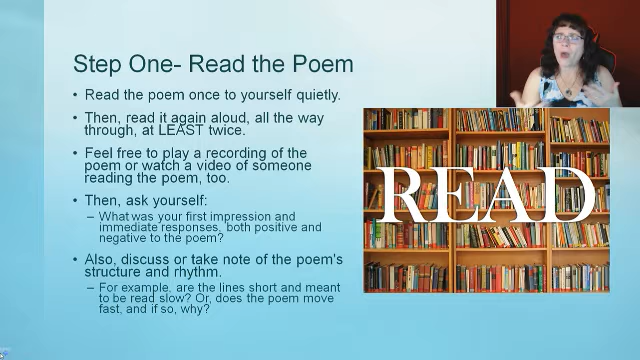 Step One- Read the Poem
• Read the poem once to yourself quietly.
• Then, read it again aloud, all the way
through, at LEAST twice.
• Feel free to play a recording of the
poem or watch a video of someone
reading the poem, too.
• Then, ask yourself:
– What was your first impression and
immediate responses, both positive and
negative to the poem?
• Also, discuss or take note of the poem's
structure and rhythm.
– For example, are the lines short and meant
to be read slow? Or, does the poem move
fast, and if so, why?
READ